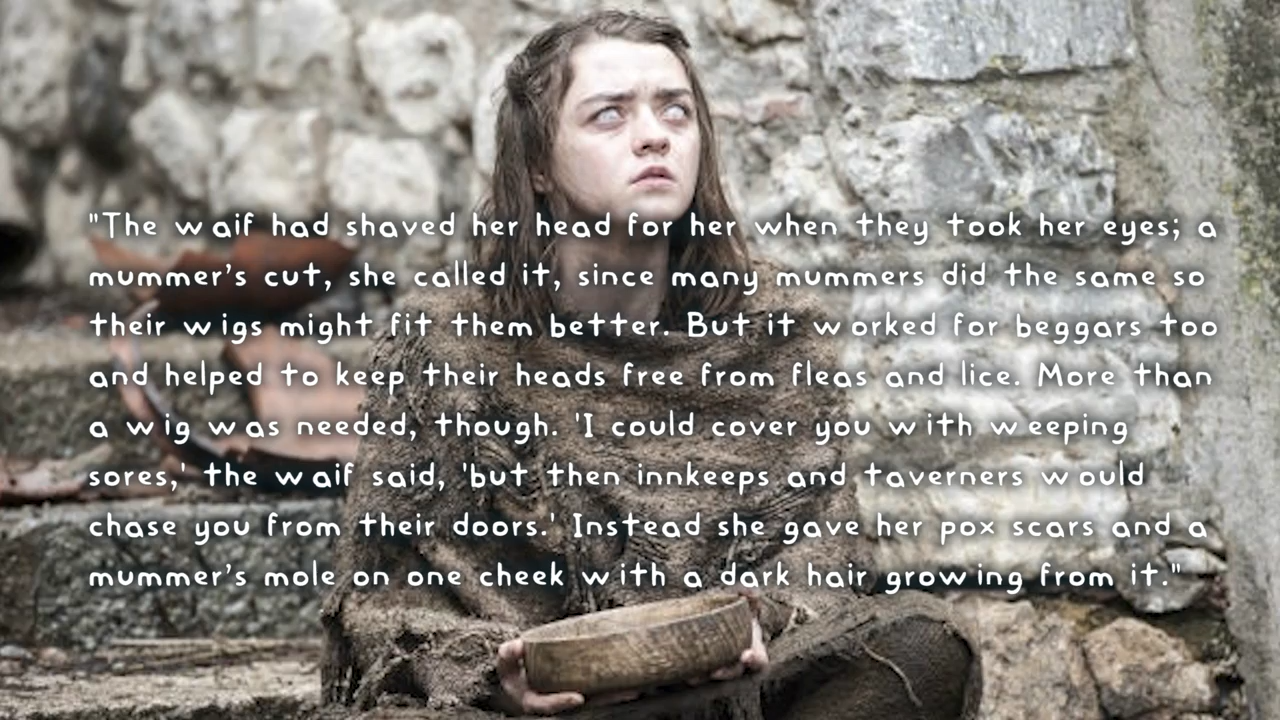 "The waif had shaved her head for her when they took her eyes; a
mummer's cut, she called it, since many mummers did the same so
their wigs might fit them better. But it worked for beggars too
and helped to keep their heads free from fleas and lice. More than
a wig was needed, though. 'I could cover you with weeping
sores,' the waif said, 'but then innkeeps and taverners would
chase you from their doors.' Instead she gave her pox scars and a
mummer's mole on one cheek with a dark hair growing from it."